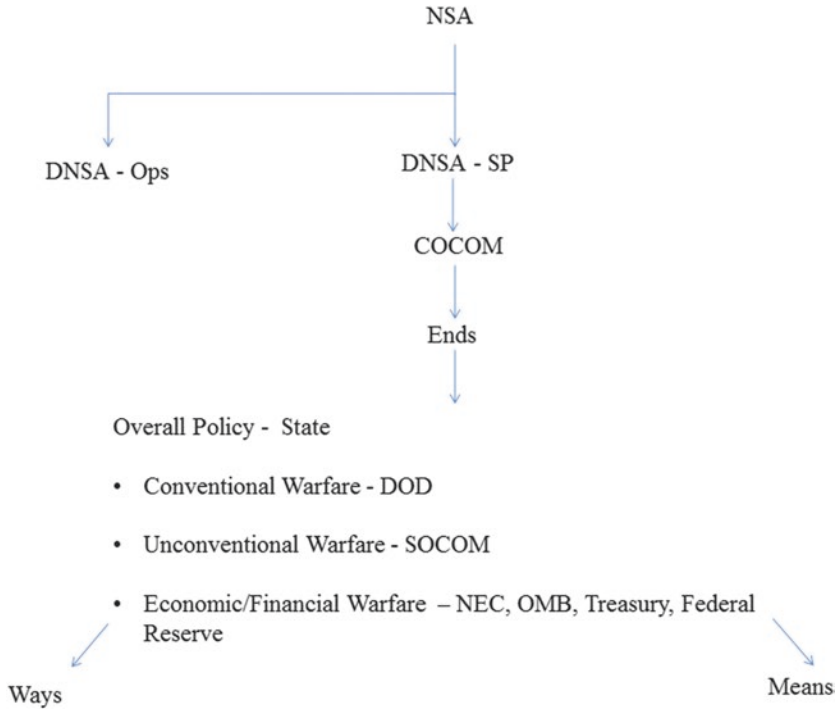 NSA
DNSA - Ops
DNSA - SP
COCOM
Ends
Overall Policy - State
• Conventional Warfare - DOD
• Unconventional Warfare - SOCOM
• Economic/Financial Warfare – NEC, OMB, Treasury, Federal
Reserve
Ways
Means